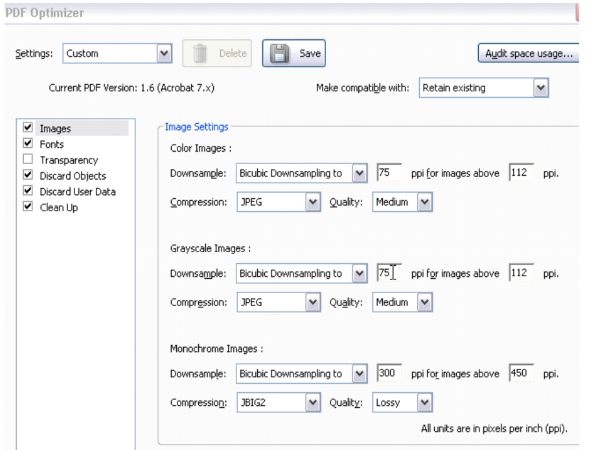 PDF Optimizer
Settings: Custom Delete Save Audit space usage...
Current PDF Version: 1.6 (Acrobat 7.x) Make compatible with: Retain existing
Images
Fonts
Transparency
Discard Objects
Discard User Data
Clean Up
Image Settings
Color Images :
Downsample: Bicubic Downsampling to 75 ppi for images above 112 ppi.
Compression: JPEG Quality: Medium
Grayscale Images :
Downsample: Bicubic Downsampling to 75 ppi for images above 112 ppi.
Compression: JPEG Quality: Medium
Monochrome Images :
Downsample: Bicubic Downsampling to 300 ppi for images above 450 ppi.
Compression: JBIG2 Quality: Lossy
All units are in pixels per inch (ppi).